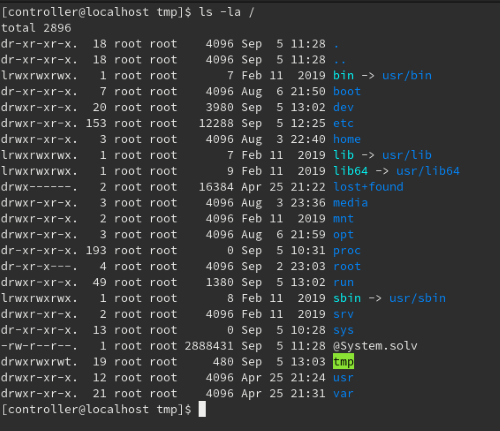 [controller@localhost tmp]$ ls -la /
total 2896
dr-xr-xr-x.  18 root root    4096 Sep  5 11:28 .
dr-xr-xr-x.  18 root root    4096 Sep  5 11:28 ..
lrwxrwxrwx.   1 root root       7 Feb 11  2019 bin -> usr/bin
dr-xr-xr-x.   7 root root    4096 Aug  6 21:50 boot
drwxr-xr-x.  20 root root    3980 Sep  5 13:02 dev
drwxr-xr-x. 153 root root   12288 Sep  5 12:25 etc
drwxr-xr-x.   3 root root    4096 Aug  3 22:40 home
lrwxrwxrwx.   1 root root       7 Feb 11  2019 lib -> usr/lib
lrwxrwxrwx.   1 root root       9 Feb 11  2019 lib64 -> usr/lib64
drwx------.   2 root root   16384 Apr 25 21:22 lost+found
drwxr-xr-x.   3 root root    4096 Aug  3 23:36 media
drwxr-xr-x.   2 root root    4096 Feb 11  2019 mnt
drwxr-xr-x.   3 root root    4096 Aug  6 21:59 opt
dr-xr-xr-x. 193 root root       0 Sep  5 10:31 proc
dr-xr-x---.   4 root root    4096 Sep  2 23:03 root
drwxr-xr-x.  49 root root    1380 Sep  5 13:02 run
lrwxrwxrwx.   1 root root       8 Feb 11  2019 sbin -> usr/sbin
drwxr-xr-x.   2 root root    4096 Feb 11  2019 srv
dr-xr-xr-x.  13 root root       0 Sep  5 10:28 sys
-rw-r--r--.   1 root root 2888431 Sep  5 11:28 @System.solv
drwxrwxrwt.  19 root root     480 Sep  5 13:03 tmp
drwxr-xr-x.  12 root root    4096 Apr 25 21:24 usr
drwxr-xr-x.  21 root root    4096 Apr 25 21:31 var
[controller@localhost tmp]$